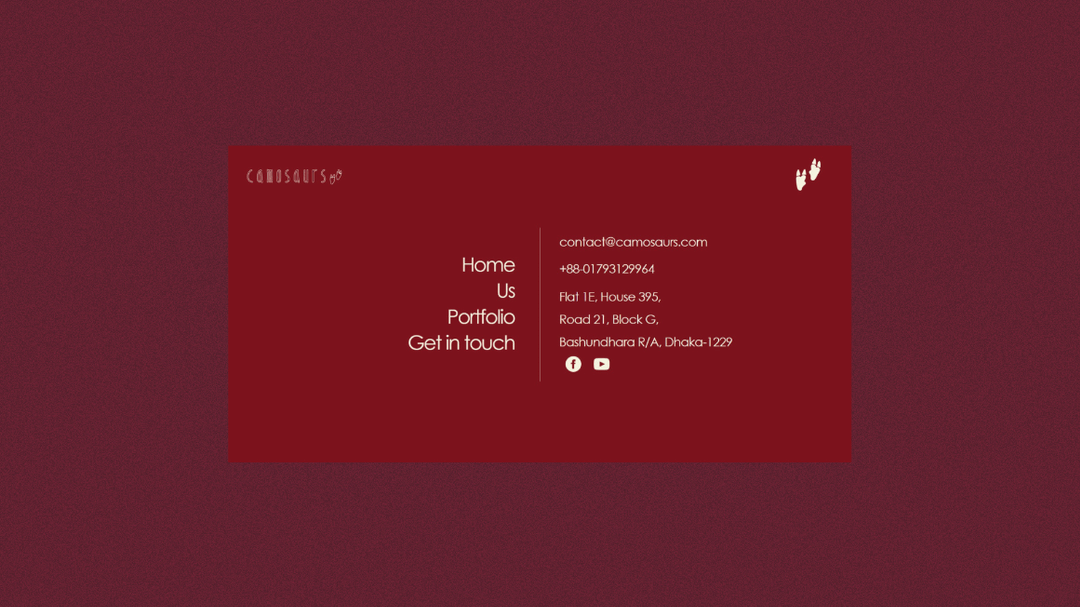 CAMOSAURS
Home
Us
Portfolio
Get in touch
contact@camosaurs.com
+88-01793129964
Flat 1E, House 395,
Road 21, Block G,
Bashundhara R/A, Dhaka-1229